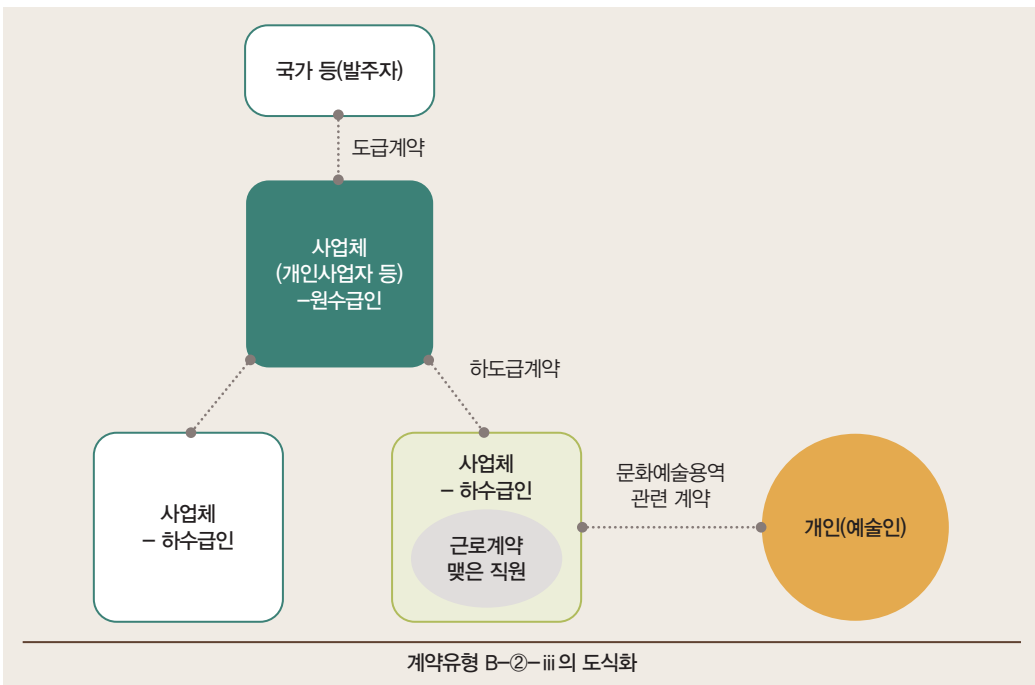 국가 등(발주자)
도급계약
사업체
(개인사업자 등)
-원수급인
하도급계약
사업체
- 하수급인
사업체
- 하수급인
근로계약
맺은 직원
문화예술용역
관련 계약
개인(예술인)
계약유형 B-②-ⅲ의 도식화